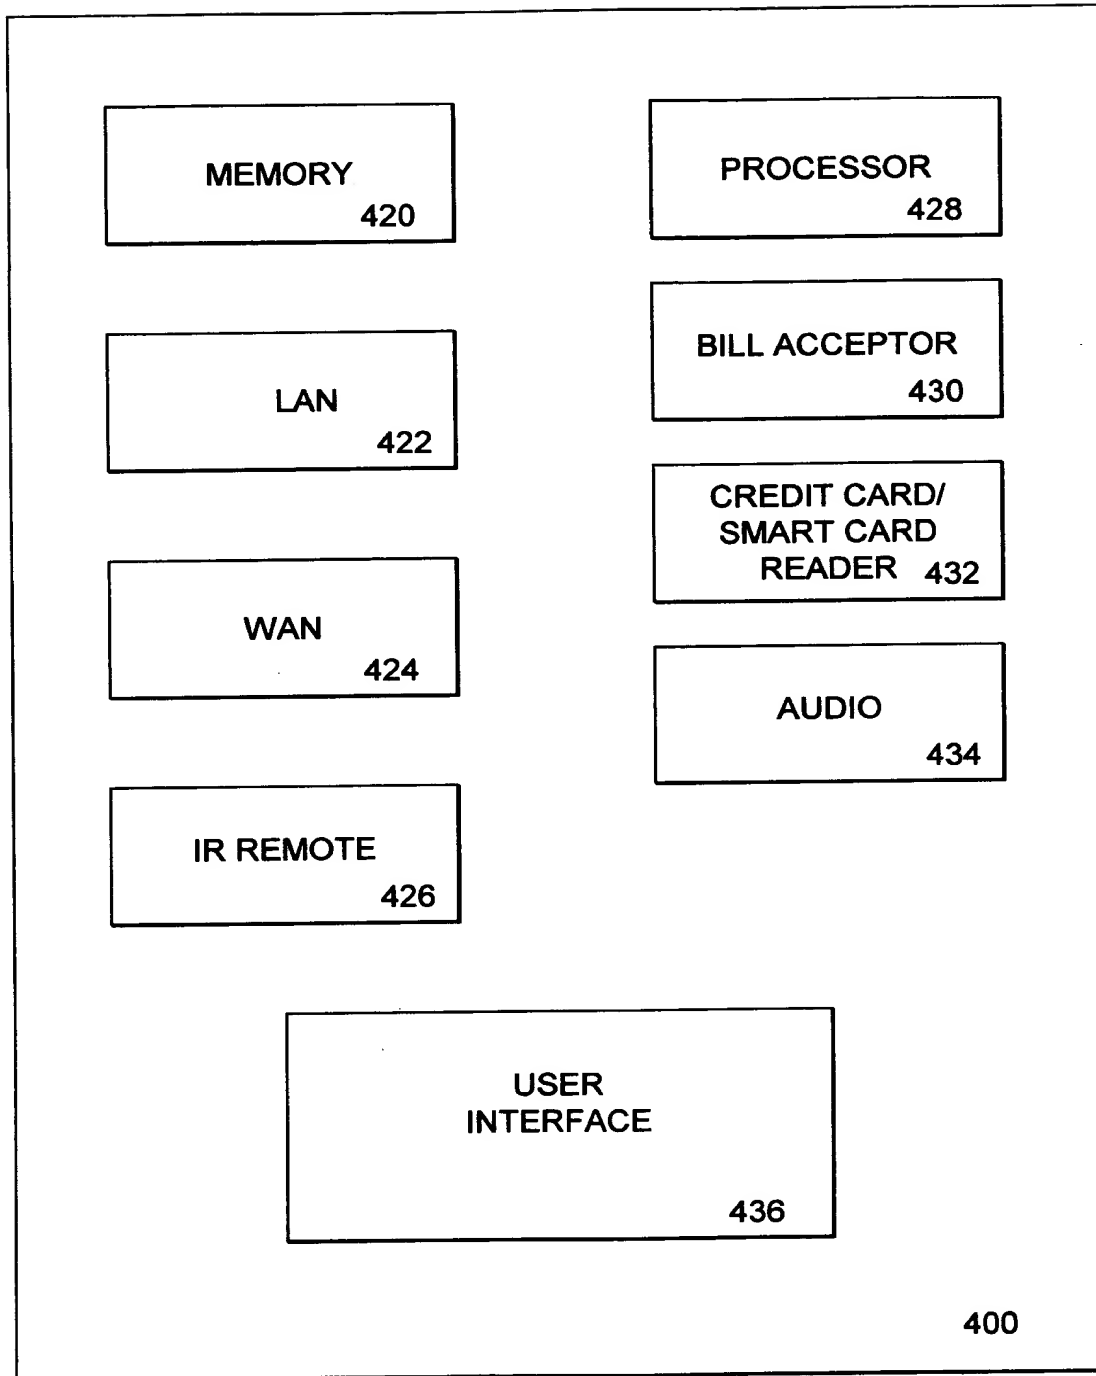 MEMORY
420
LAN
422
WAN
424
IR REMOTE
426
PROCESSOR
428
BILL ACCEPTOR
430
CREDIT CARD/
SMART CARD
READER 432
AUDIO
434
USER
INTERFACE
436
400